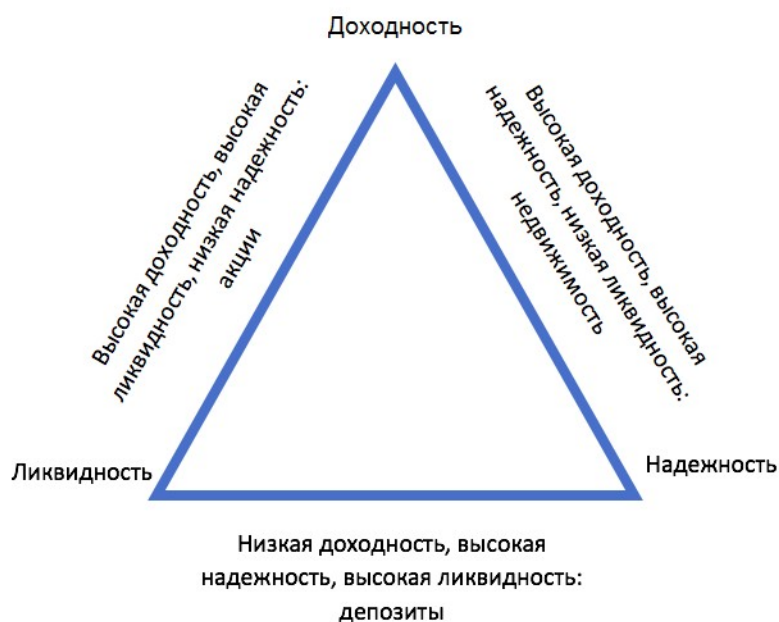 Доходность
Высокая доходность, высокая
ликвидность, низкая надежность:
акции
Высокая доходность, высокая
надежность, низкая ликвидность:
недвижимость
Ликвидность
Надежность
Низкая доходность, высокая
надежность, высокая ликвидность:
депозиты